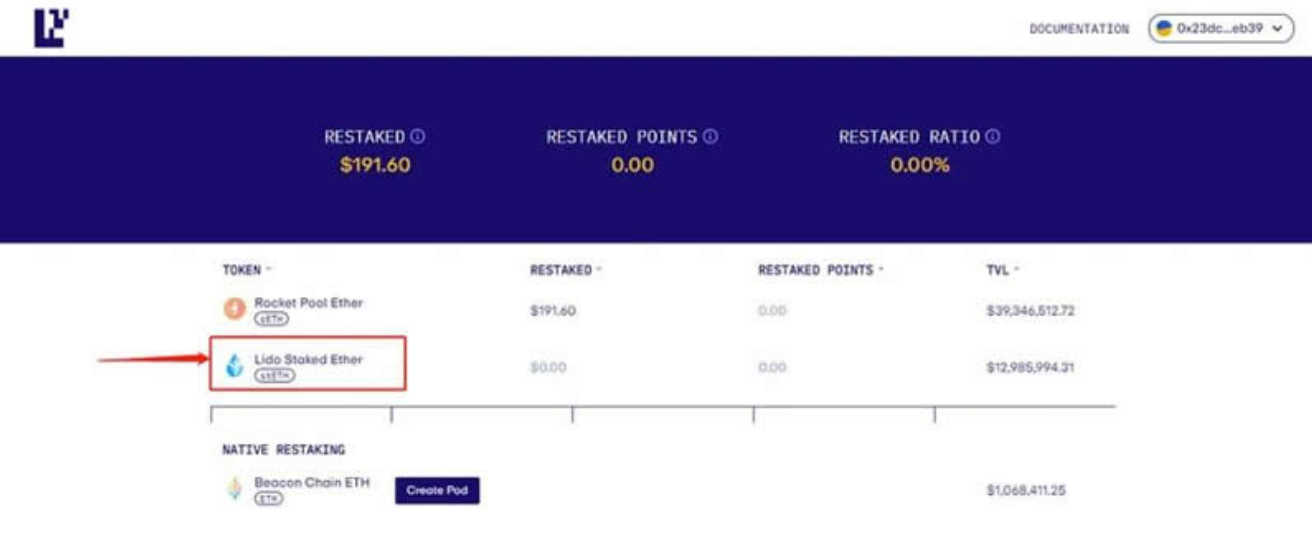 DOCUMENTATION 0x23dc...eb39
RESTAKED RESTAKED POINTS RESTAKED RATIO
$191.60 0.00 0.00%
TOKEN RESTAKED RESTAKED POINTS TVL
Rocket Pool Ether
rETH
$191.60 0.00 $39,346,512.72
Lido Staked Ether
stETH
$0.00 0.00 $12,985,994.31
NATIVE RESTAKING
Beacon Chain ETH
ETH
Create Pod $1,068,411.25